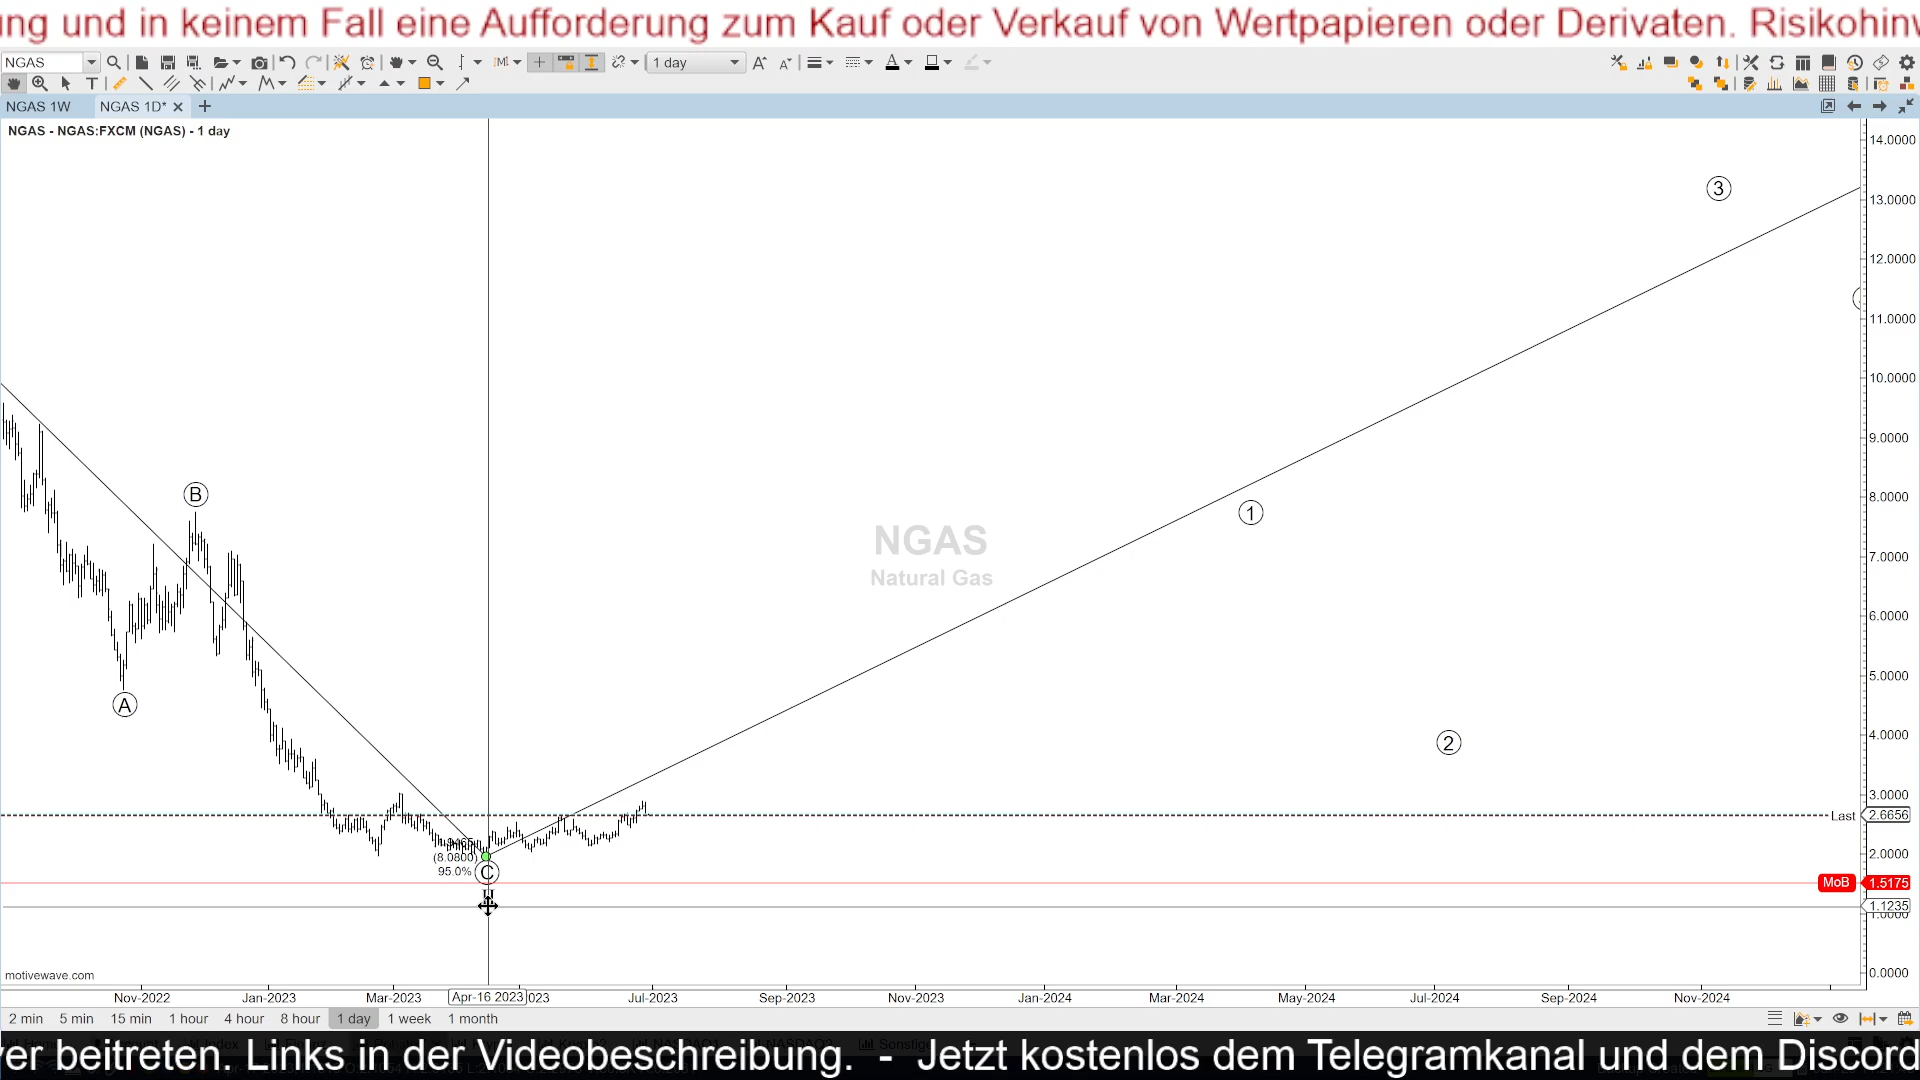 ng und in keinem Fall eine Aufforderung zum Kauf oder Verkauf von Wertpapieren oder Derivaten. Risikohinw
NGAS 1 day
NGAS 1W NGAS 1D*
NGAS - NGAS:FXCM (NGAS) - 1 day
14.0000
3
13.0000
12.0000
11.0000
10.0000
9.0000
B
8.0000
1
NGAS
7.0000
Natural Gas
6.0000
5.0000
A
4.0000
2
3.0000
Last 2.6656
2.0000
(8.0800)
95.0% C
MoB 1.5175
1.1235
1.0000
0.0000
motivewave.com
Nov-2022 Jan-2023 Mar-2023 Apr-16 2023 023 Jul-2023 Sep-2023 Nov-2023 Jan-2024 Mar-2024 May-2024 Jul-2024 Sep-2024 Nov-2024
2 min 5 min 15 min 1 hour 4 hour 8 hour 1 day 1 week 1 month
er beitreten. Links in der Videobeschreibung. - Jetzt kostenlos dem Telegramkanal und dem Discord